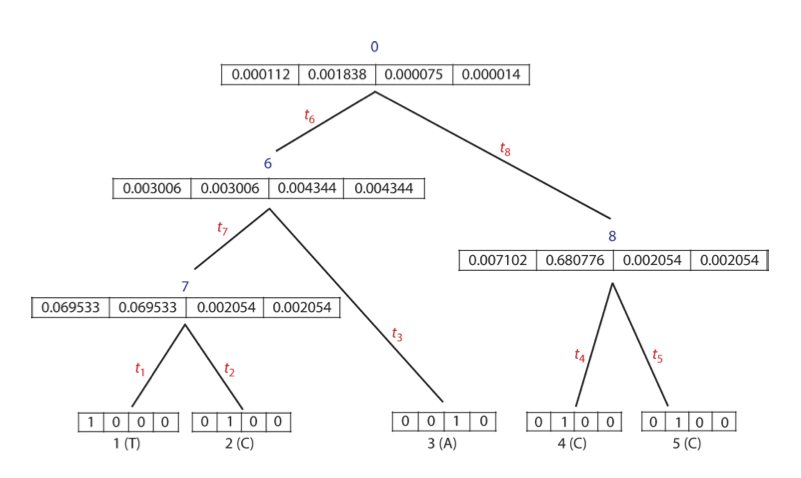 0
0.000112 0.001838 0.000075 0.000014
t6
t8
6
0.003006 0.003006 0.004344 0.004344
t7
8
0.007102 0.680776 0.002054 0.002054
7
0.069533 0.069533 0.002054 0.002054
t3
t1 t2 t4 t5
1 0 0 0 0 1 0 0 0 0 1 0 0 1 0 0 0 1 0 0
1 (T) 2 (C) 3 (A) 4 (C) 5 (C)